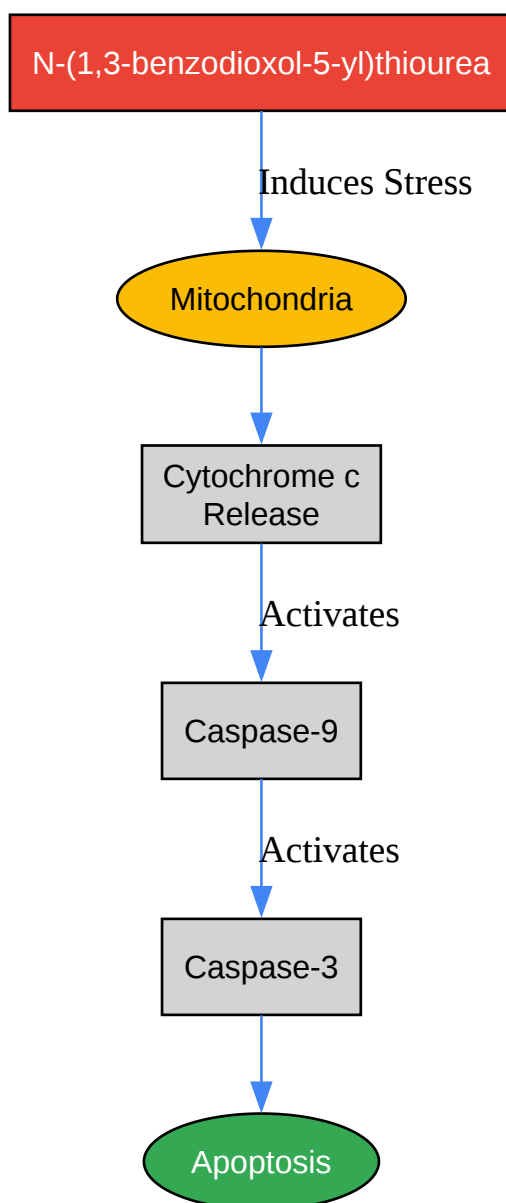 N-(1,3-benzodioxol-5-yl)thiourea
Induces Stress
Mitochondria
Cytochrome c
Release
Activates
Caspase-9
Activates
Caspase-3
Apoptosis